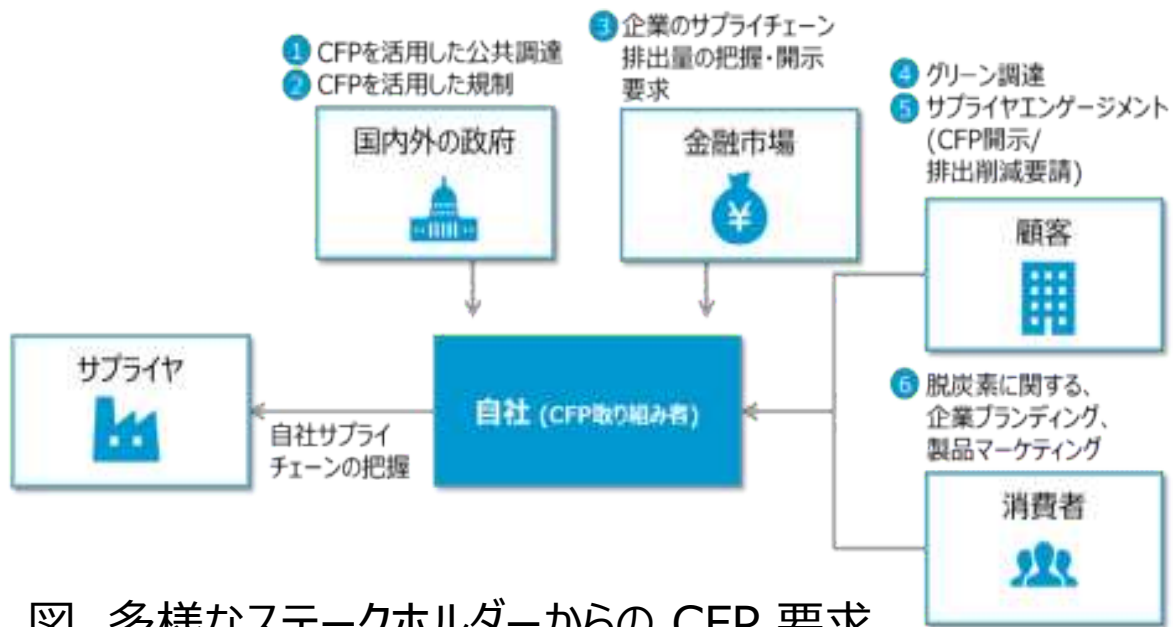 ① CFPを活用した公共調達
② CFPを活用した規制
国内外の政府
③ 企業のサプライチェーン
排出量の把握・開示
要求
金融市場
④ グリーン調達
⑤ サプライヤエンゲージメント
(CFP開示/
排出削減要請)
顧客
サプライヤ
自社サプライ
チェーンの把握
自社 (CFP取り組み者)
⑥ 脱炭素に関する、
企業ブランディング、
製品マーケティング
消費者
図 多様なステークホルダーからの CFP 要求